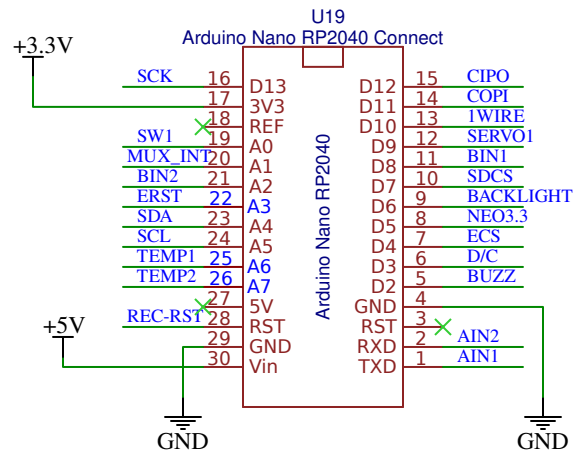 U19
Arduino Nano RP2040 Connect
+3.3V
SCK 16 D13 D12 15 CIPO
17 3V3 D11 14 COPI
18 REF D10 13 1WIRE
SW1 19 A0 D9 12 SERVO1
MUX_INT 20 A1 D8 11 BIN1
BIN2 21 A2 D7 10 SDCS
ERST 22 A3 D6 9 BACKLIGHT
SDA 23 A4 D5 8 NEO3.3
SCL 24 A5 D4 7 ECS
TEMP1 25 A6 D3 6 D/C
TEMP2 26 A7 D2 5 BUZZ
27 5V GND 4
REC-RST 28 RST RST 3
+5V 29 GND RXD 2 AIN2
30 Vin TXD 1 AIN1
Arduino Nano RP2040
GND GND